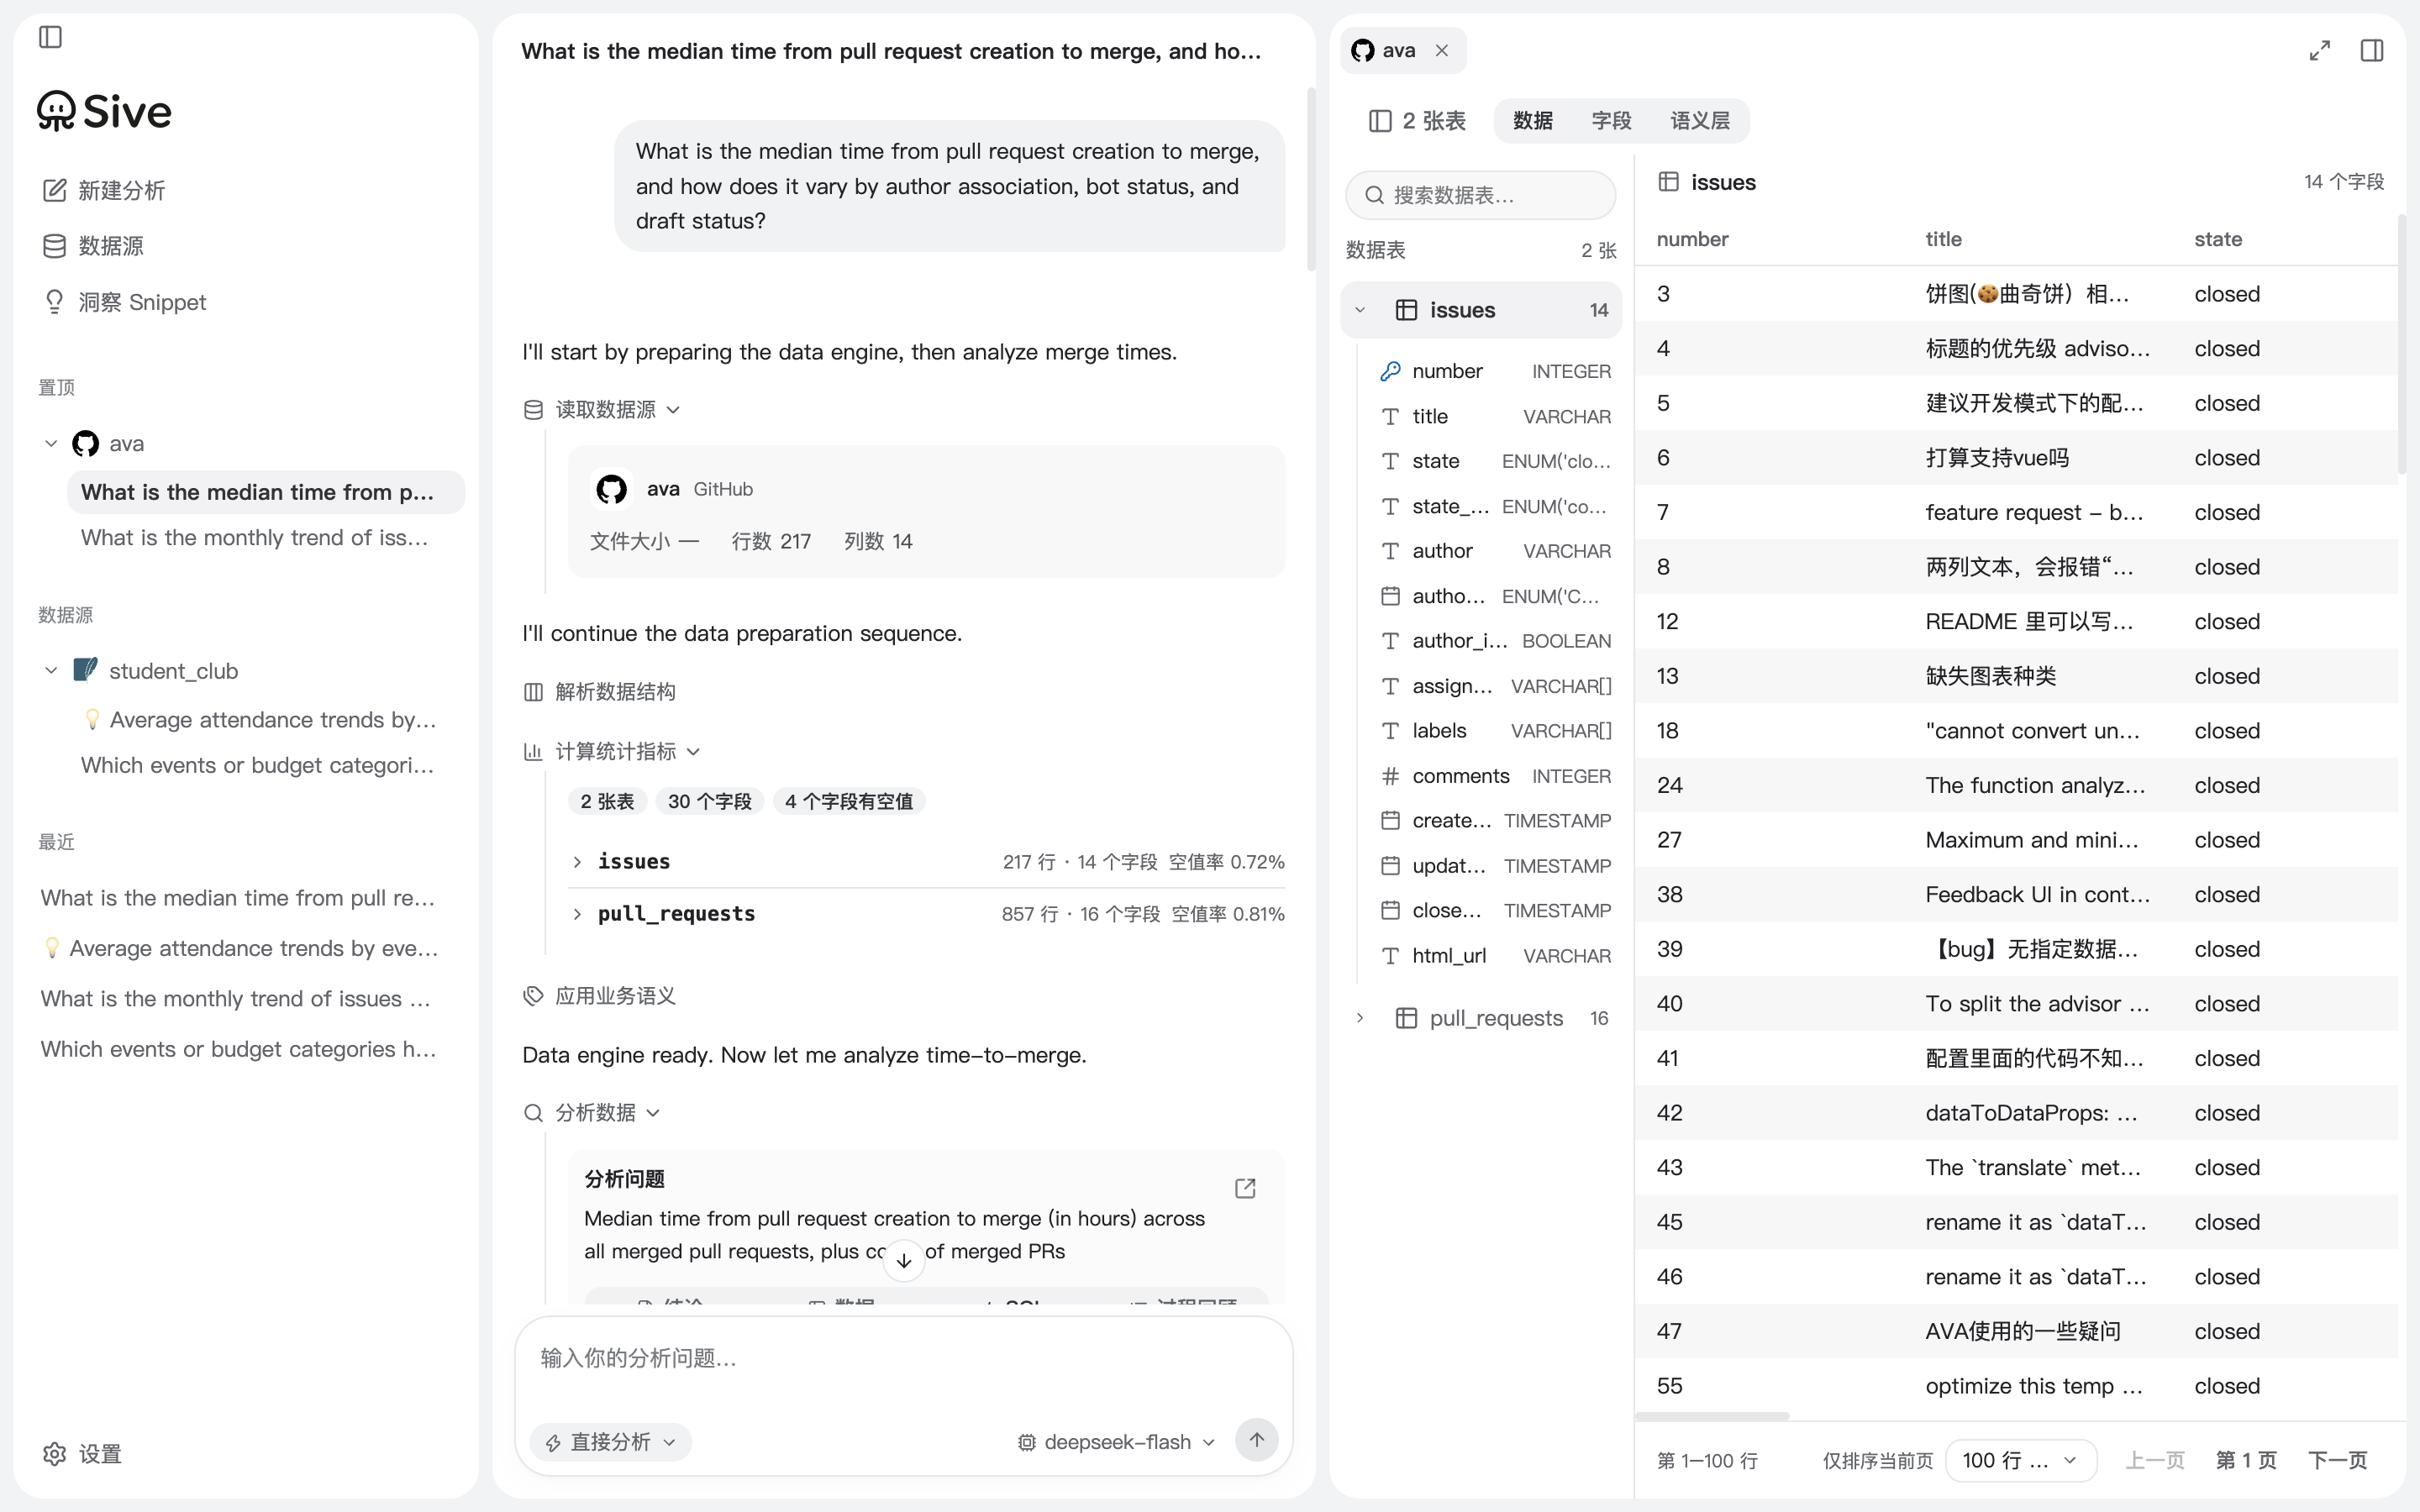 Sive
新建分析
数据源
洞察 Snippet
置顶
ava
What is the median time from p...
What is the monthly trend of iss...
数据源
student_club
Average attendance trends by...
Which events or budget categori...
最近
What is the median time from pull re...
Average attendance trends by eve...
What is the monthly trend of issues ...
Which events or budget categories h...
设置
What is the median time from pull request creation to merge, and ho...
What is the median time from pull request creation to merge,
and how does it vary by author association, bot status, and
draft status?
I'll start by preparing the data engine, then analyze merge times.
读取数据源
ava GitHub
文件大小 — 行数 217 列数 14
I'll continue the data preparation sequence.
解析数据结构
计算统计指标
2 张表 30 个字段 4 个字段有空值
issues 217 行 · 14 个字段 空值率 0.72%
pull_requests 857 行 · 16 个字段 空值率 0.81%
应用业务语义
Data engine ready. Now let me analyze time-to-merge.
分析数据
分析问题
Median time from pull request creation to merge (in hours) across
all merged pull requests, plus co of merged PRs
结论 数据 SQL 过程回顾
输入你的分析问题...
直接分析 deepseek-flash
ava
2 张表 数据 字段 语义层
搜索数据表...
数据表 2 张
issues 14
number INTEGER
title VARCHAR
state ENUM('clo...
state_... ENUM('co...
author VARCHAR
autho... ENUM('C...
author_i... BOOLEAN
assign... VARCHAR[]
labels VARCHAR[]
comments INTEGER
create... TIMESTAMP
updat... TIMESTAMP
close... TIMESTAMP
html_url VARCHAR
pull_requests 16
issues 14 个字段
number title state
3 饼图(🍪曲奇饼）相... closed
4 标题的优先级 adviso... closed
5 建议开发模式下的配... closed
6 打算支持vue吗 closed
7 feature request - b... closed
8 两列文本，会报错“... closed
12 README 里可以写... closed
13 缺失图表种类 closed
18 "cannot convert un... closed
24 The function analyz... closed
27 Maximum and mini... closed
38 Feedback UI in cont... closed
39 【bug】无指定数据... closed
40 To split the advisor ... closed
41 配置里面的代码不知... closed
42 dataToDataProps: ... closed
43 The `translate` met... closed
45 rename it as `dataT... closed
46 rename it as `dataT... closed
47 AVA使用的一些疑问 closed
55 optimize this temp ... closed
第 1–100 行 仅排序当前页 100 行 ... 上一页 第 1 页 下一页